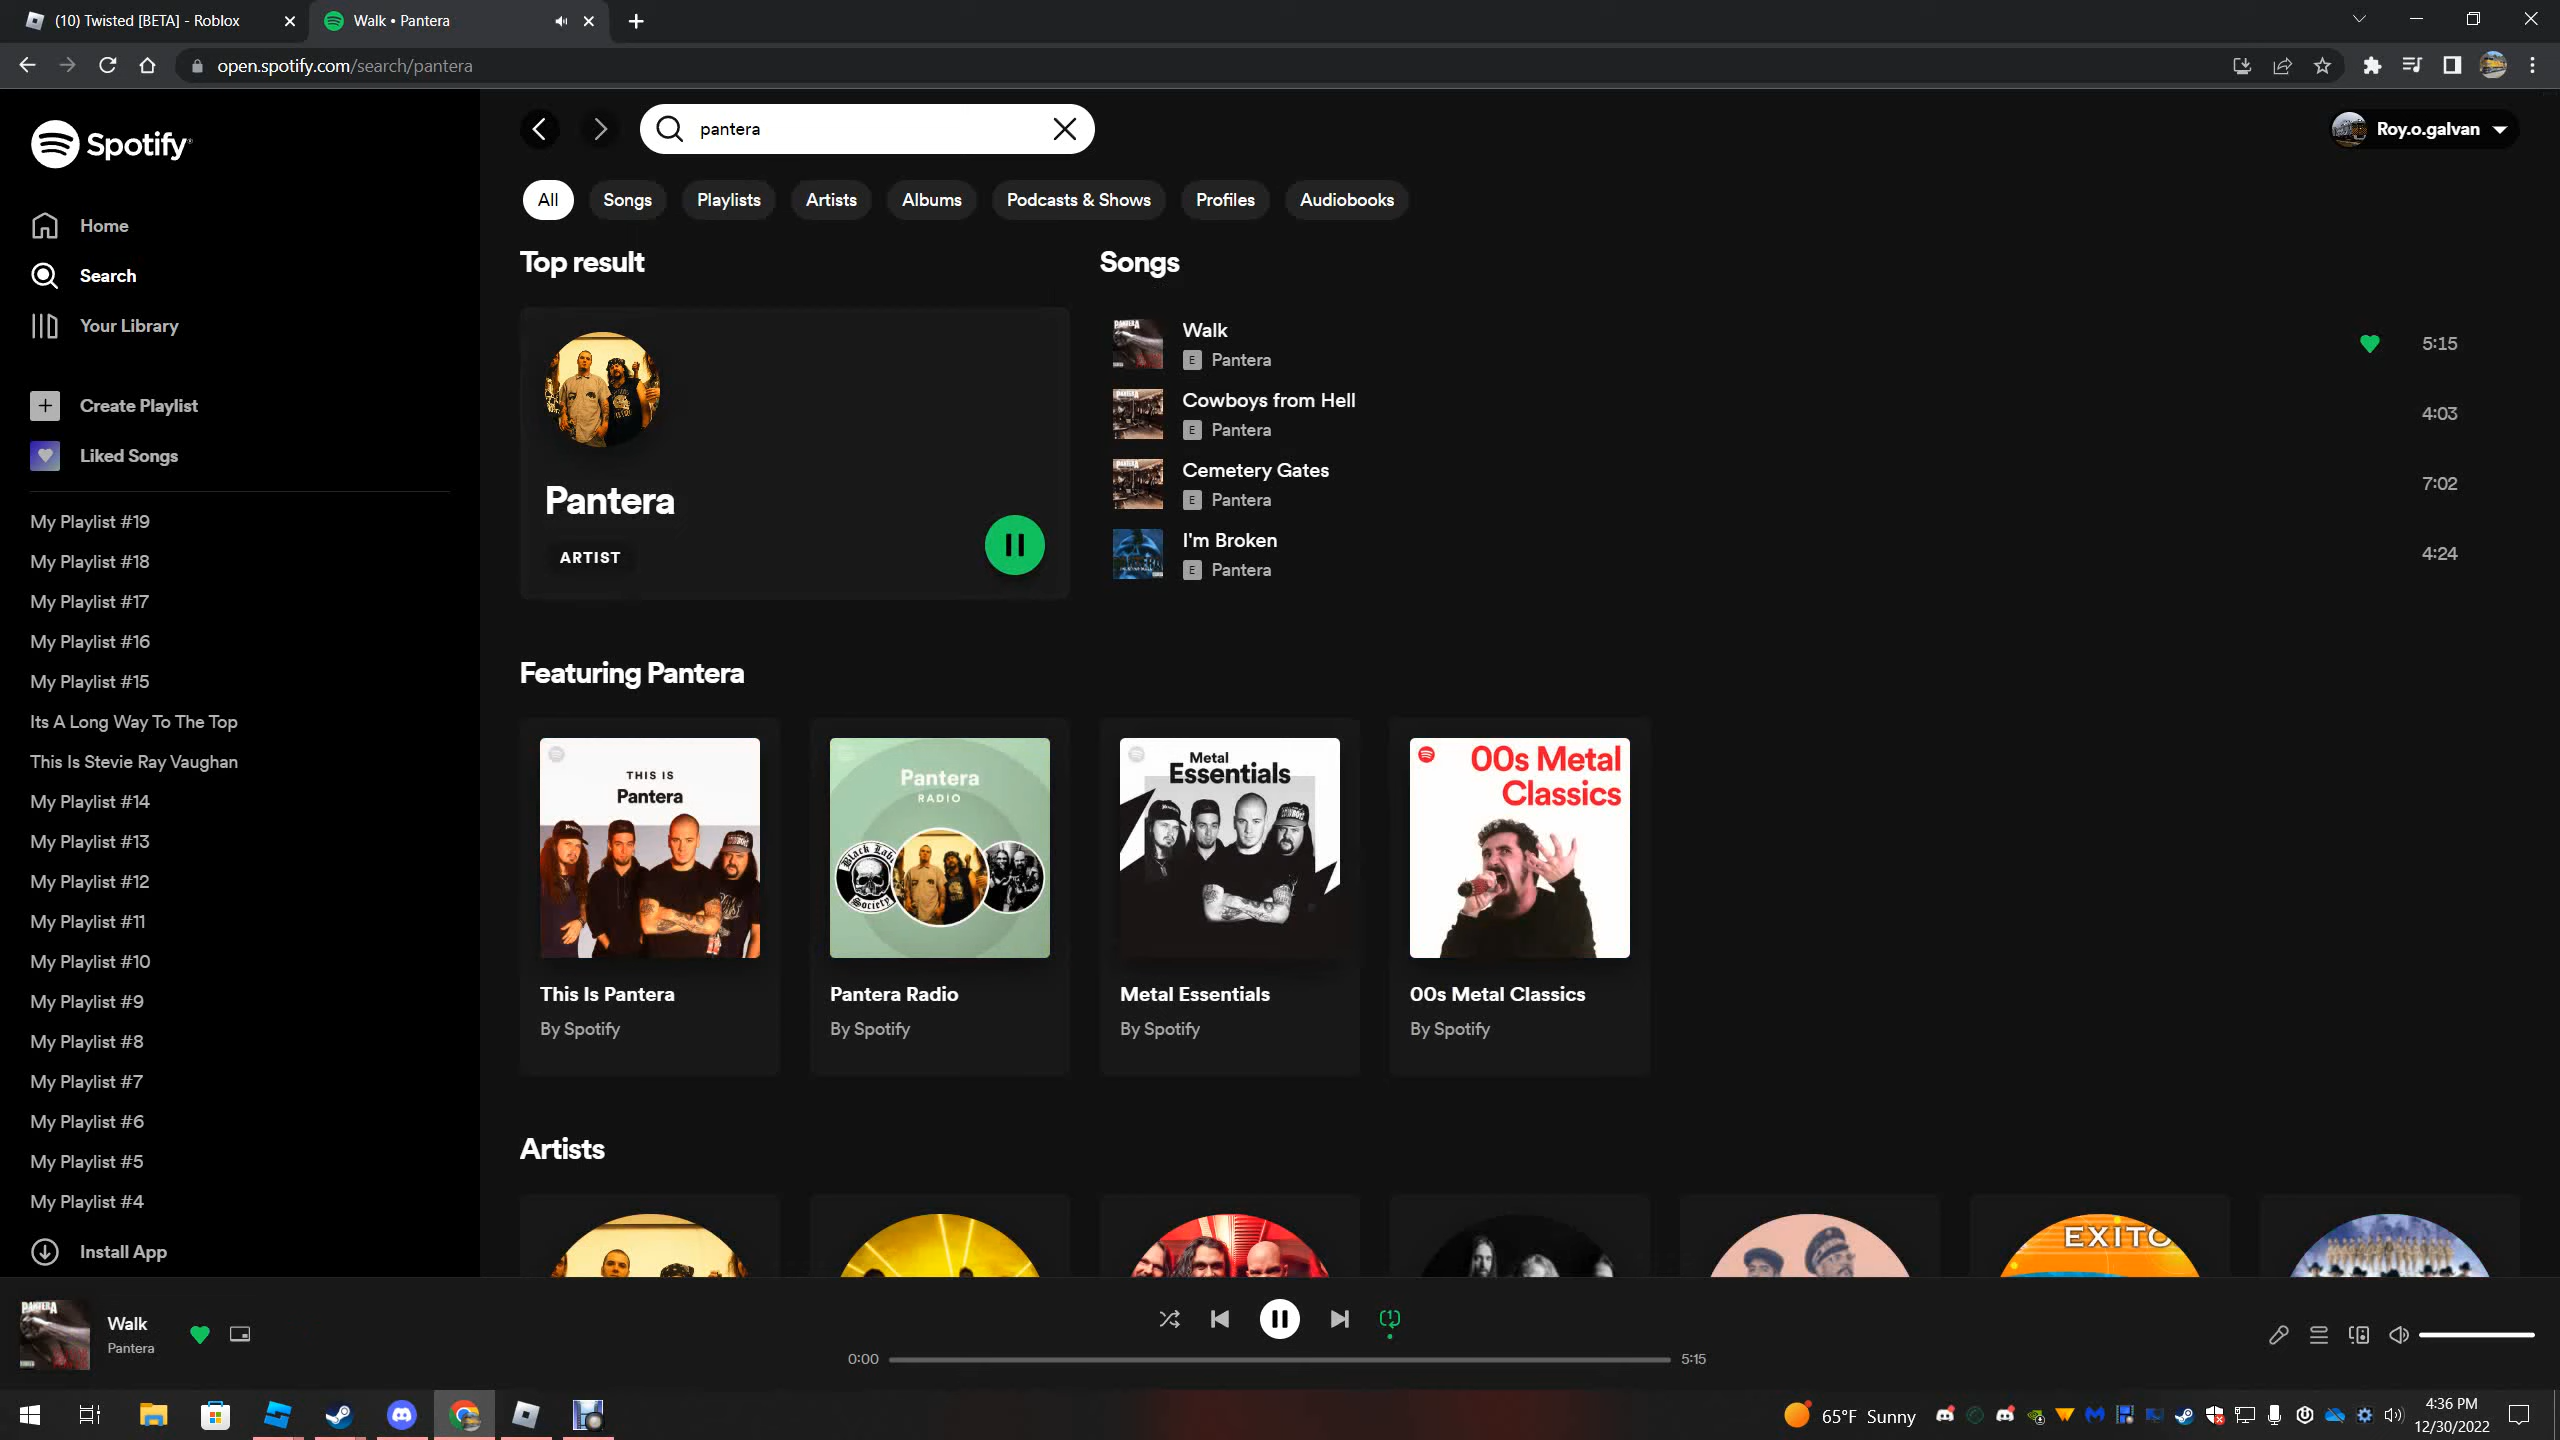 (10) Twisted [BETA] - Roblox
Walk • Pantera
open.spotify.com/search/pantera
Spotify
pantera
Roy.o.galvan
Home
Search
Your Library
Create Playlist
Liked Songs
My Playlist #19
My Playlist #18
My Playlist #17
My Playlist #16
My Playlist #15
Its A Long Way To The Top
This Is Stevie Ray Vaughan
My Playlist #14
My Playlist #13
My Playlist #12
My Playlist #11
My Playlist #10
My Playlist #9
My Playlist #8
My Playlist #7
My Playlist #6
My Playlist #5
My Playlist #4
Install App
All
Songs
Playlists
Artists
Albums
Podcasts & Shows
Profiles
Audiobooks
Top result
Pantera
ARTIST
Songs
Walk
E Pantera
5:15
Cowboys from Hell
E Pantera
4:03
Cemetery Gates
E Pantera
7:02
I'm Broken
E Pantera
4:24
Featuring Pantera
THIS IS
Pantera
This Is Pantera
By Spotify
Pantera
RADIO
Black Label
Society
Pantera Radio
By Spotify
Metal
Essentials
Metal Essentials
By Spotify
00s Metal
Classics
00s Metal Classics
By Spotify
Artists
PANTERA
Walk
Pantera
0:00
5:15
65°F Sunny
4:36 PM
12/30/2022